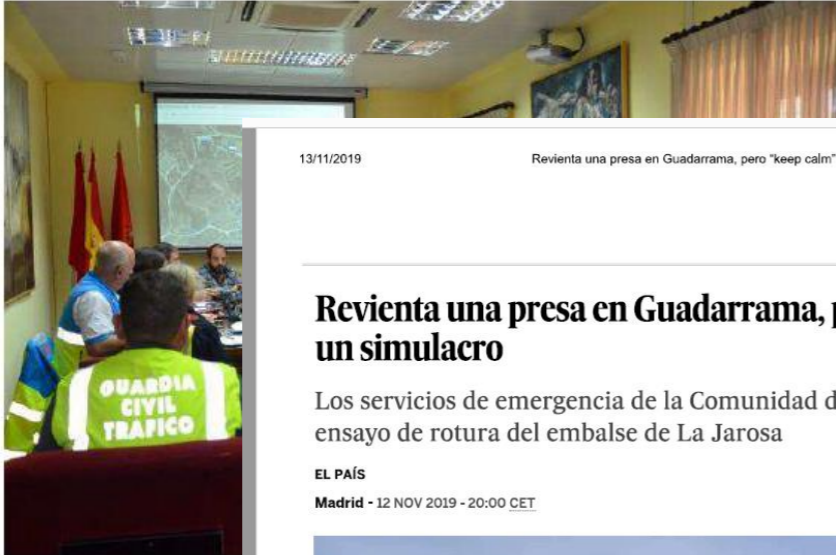 GUARDIA
CIVIL
TRAFICO
13/11/2019
Revienta una presa en Guadarrama, pero "keep calm"
Revienta una presa en Guadarrama, p
un simulacro
Los servicios de emergencia de la Comunidad d
ensayo de rotura del embalse de La Jarosa
EL PAÍS
Madrid - 12 NOV 2019 - 20:00 CET